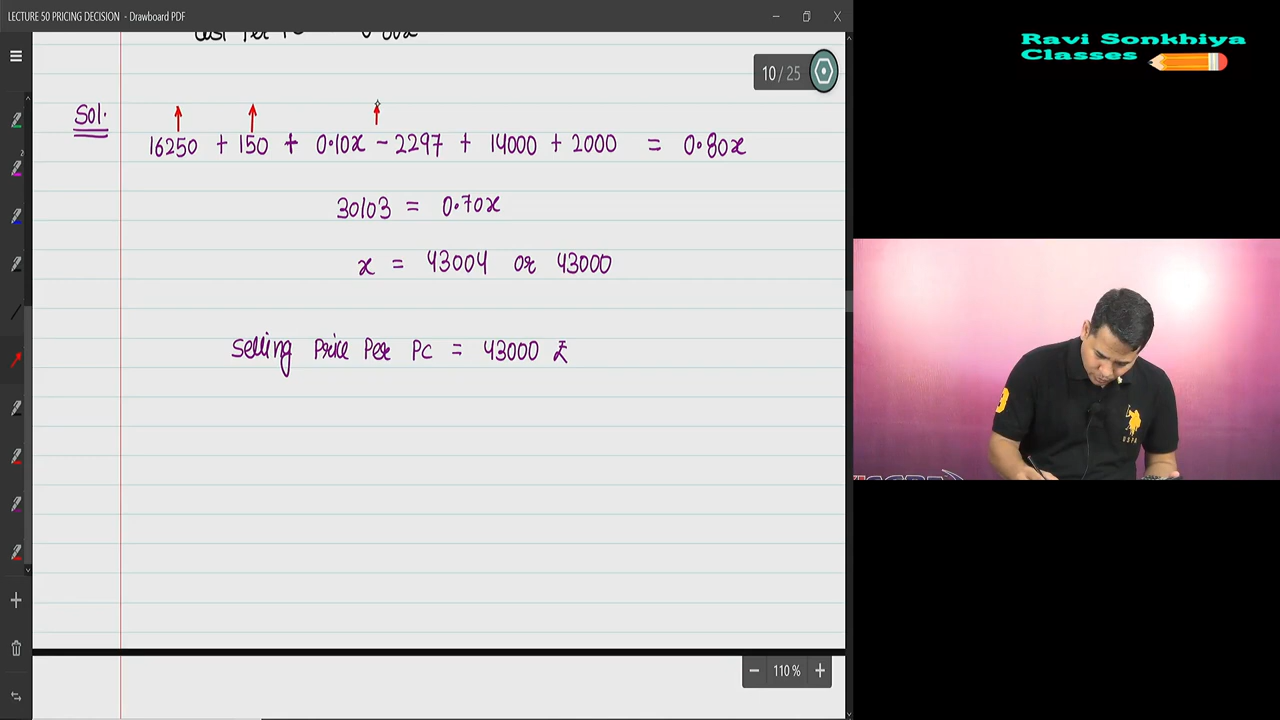 LECTURE 50 PRICING DECISION - Drawboard PDF
Ravi Sonkhiya
Classes
10 / 25
Sol.
16250 + 150 + 0.10x - 2297 + 14000 + 2000 = 0.80x
30103 = 0.70x
x = 43004 or 43000
Selling Price Per PC = 43000 ₹
110 %